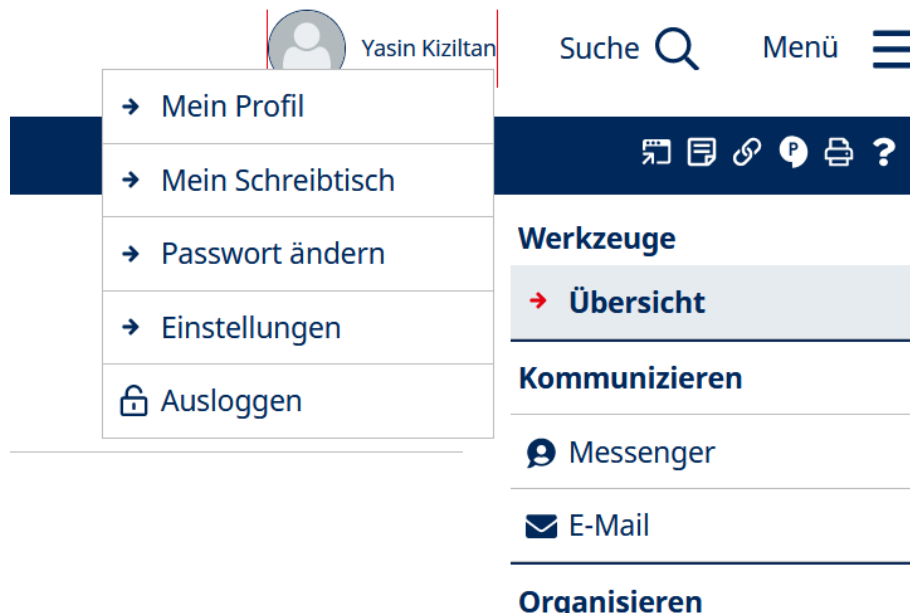 Yasin Kiziltan
Suche
Menü
Mein Profil
Mein Schreibtisch
Passwort ändern
Einstellungen
Ausloggen
P
?
Werkzeuge
Übersicht
Kommunizieren
Messenger
E-Mail
Organisieren